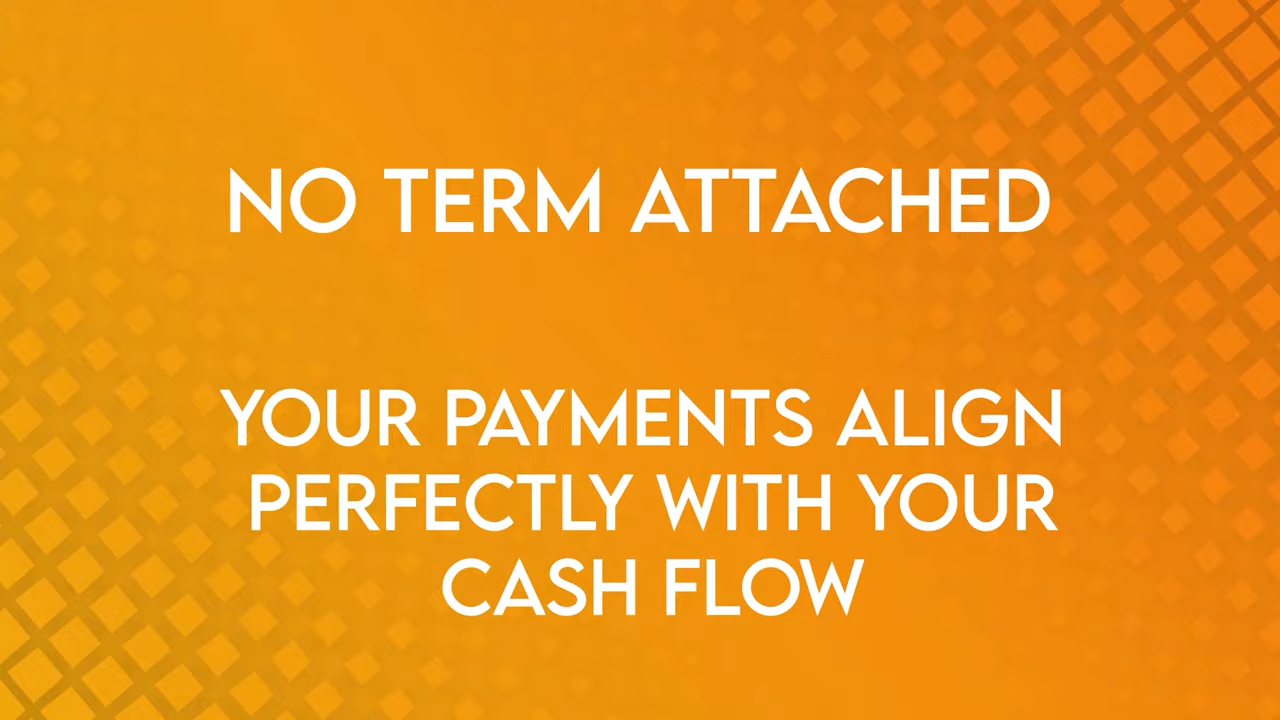 NO TERM ATTACHED
YOUR PAYMENTS ALIGN
PERFECTLY WITH YOUR
CASH FLOW